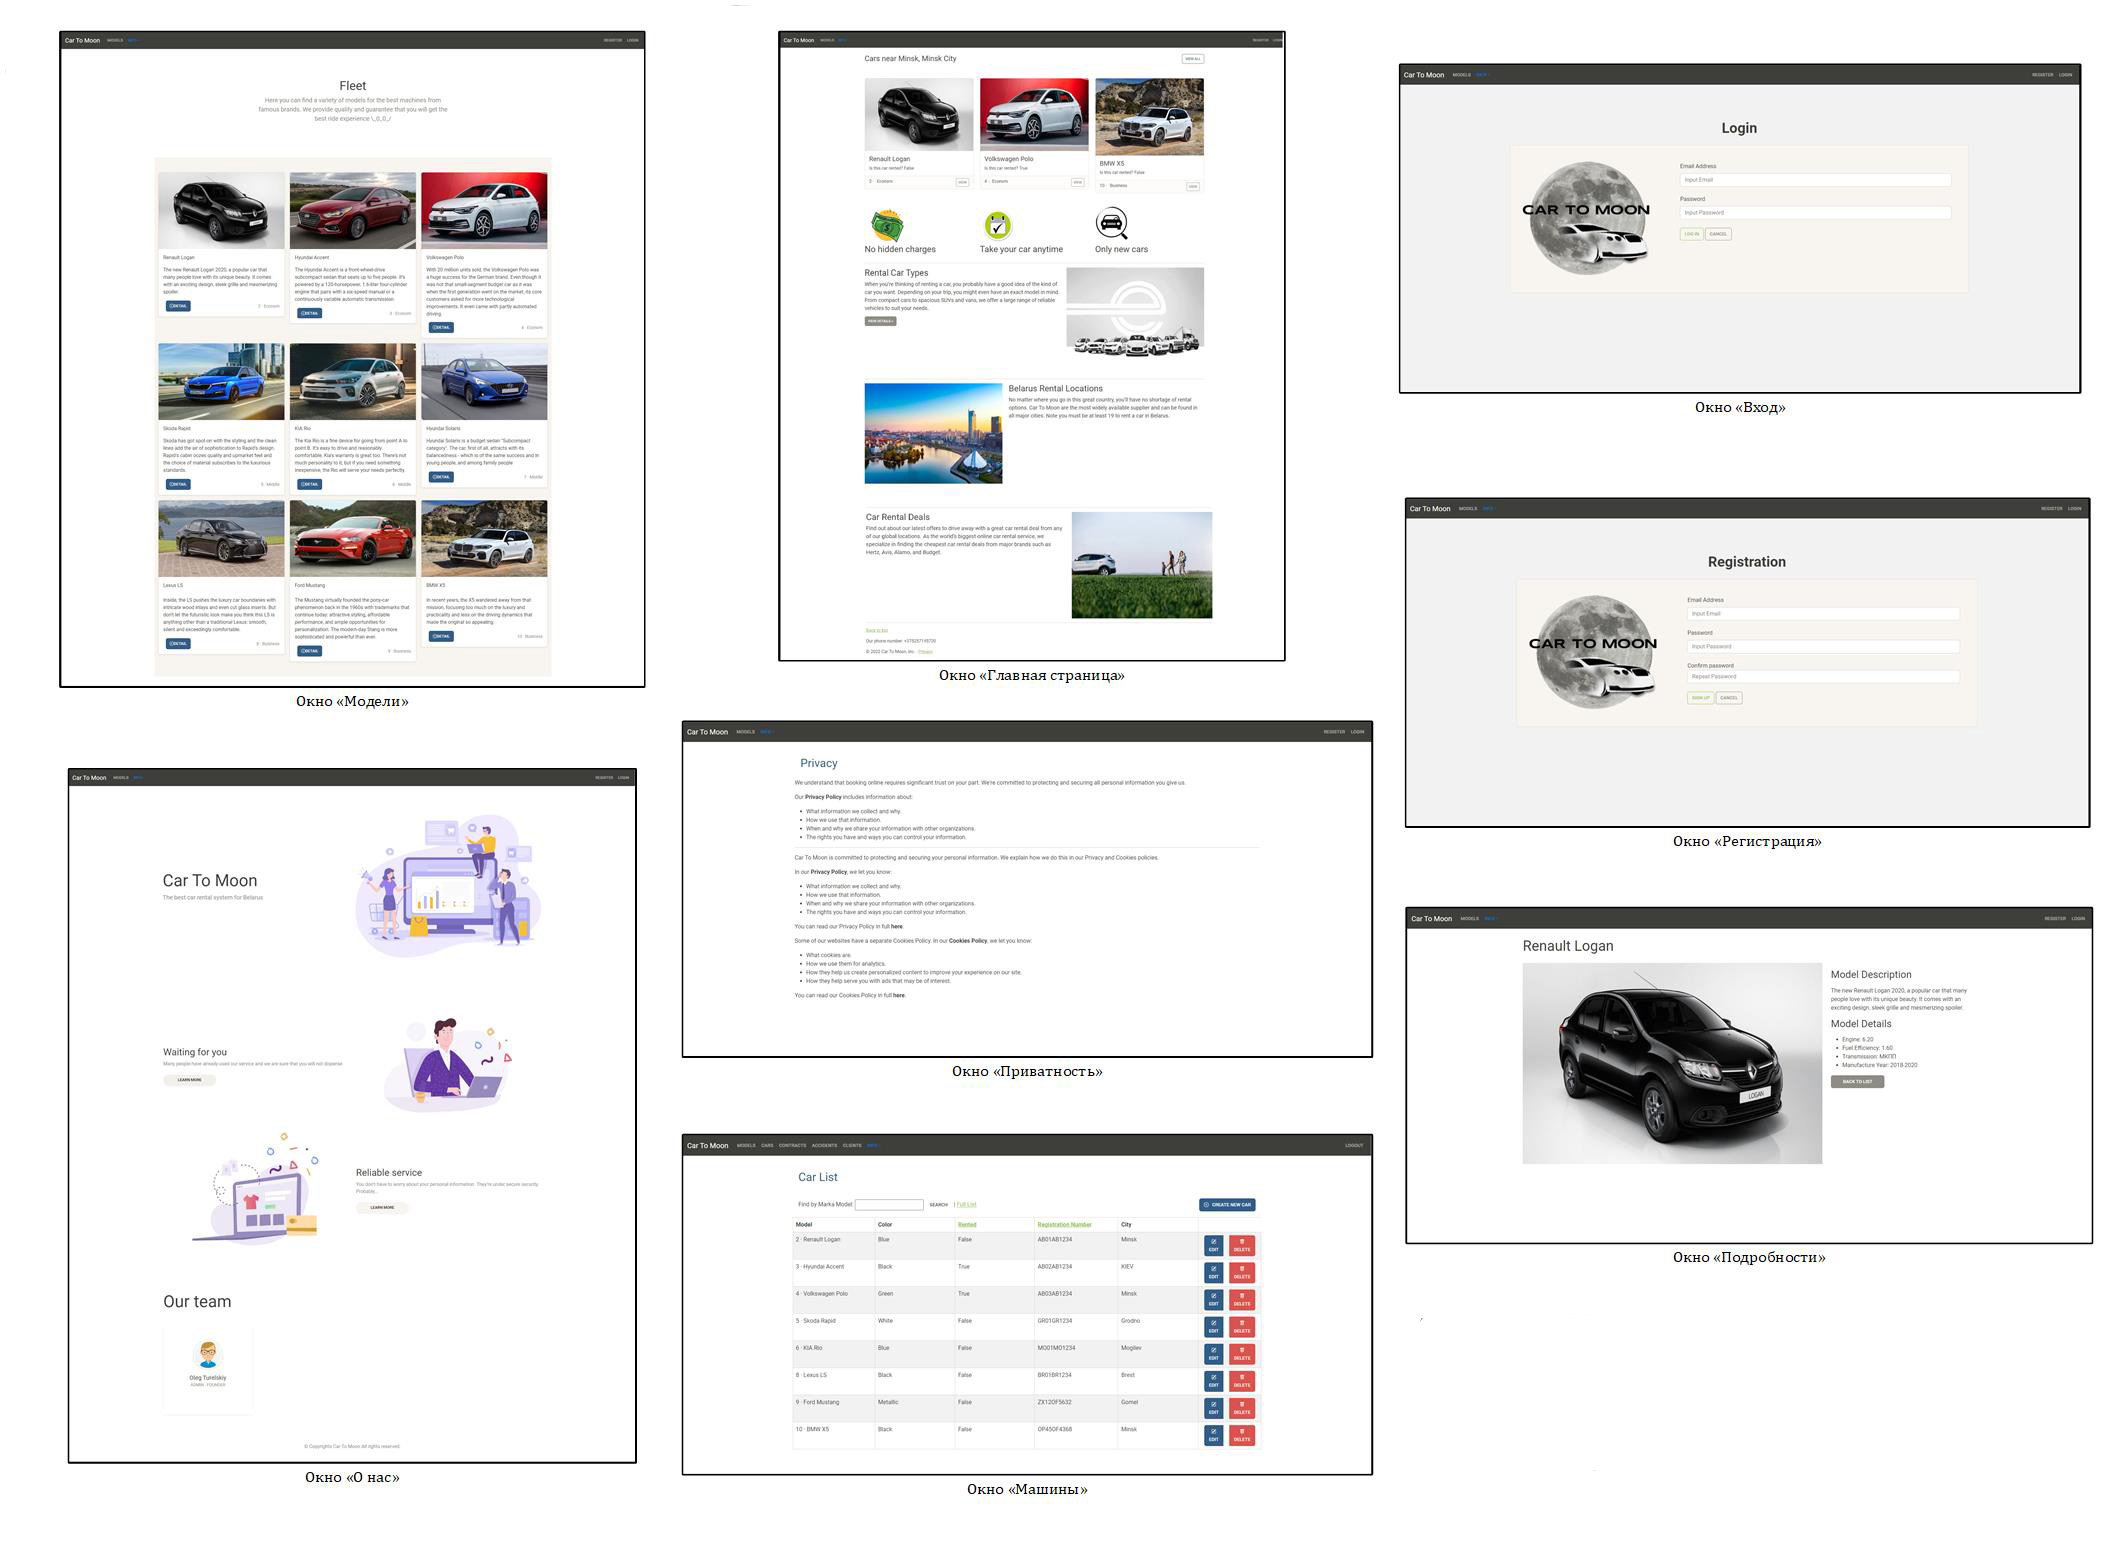 Car To Moon MODELS INFO REGISTER LOGIN
Fleet
Here you can find a variety of models for the best machines from
famous brands. We provide quality and guarantee that you will get the
best ride experience \_0_0_/
Renault Logan
The new Renault Logan 2020, a popular car that
many people love with its unique beauty. It comes
with an exciting design, sleek grille and mesmerizing
spoiler.
DETAIL
2 · Econom
Hyundai Accent
The Hyundai Accent is a front-wheel-drive
subcompact sedan that seats up to five people. It's
powered by a 120-horsepower, 1.6-liter four-cylinder
engine that pairs with a six-speed manual or a
continuously variable automatic transmission.
DETAIL
3 · Econom
Volkswagen Polo
With 20 million units sold, the Volkswagen Polo was
a huge success for the German brand. Even though it
was not that small-segment budget car as it was
when the first generation went on the market, its core
customers asked for more technological
improvements. It even came with partly automated
driving.
DETAIL
4 · Econom
Skoda Rapid
Skoda has got spot-on with the styling and the clean
lines add the air of sophistication to Rapid's design.
Rapid's cabin oozes quality and upmarket feel and
the choice of material subscribes to the luxurious
standards.
DETAIL
5 · Middle
KIA Rio
The Kia Rio is a fine device for going from point A to
point B. It's easy to drive and reasonably
comfortable. Kia's warranty is great too. There's not
much personality to it, but if you need something
inexpensive, the Rio will serve your needs perfectly.
DETAIL
6 · Middle
Hyundai Solaris
Hyundai Solaris is a budget sedan "Subcompact
category". The car, first of all, attracts with its
balancedness - which is of the same success and in
young people, and among family people
DETAIL
7 · Middle
Lexus LS
Inside, the LS pushes the luxury car boundaries with
intricate wood inlays and even cut glass inserts. But
don't let the futuristic look make you think this LS is
anything other than a traditional Lexus: smooth,
silent and exceedingly comfortable.
DETAIL
8 · Business
Ford Mustang
The Mustang virtually founded the pony-car
phenomenon back in the 1960s with trademarks that
continue today: attractive styling, affordable
performance, and ample opportunities for
personalization. The modern-day Stang is more
sophisticated and powerful than ever.
DETAIL
9 · Business
BMW X5
In recent years, the X5 wandered away from that
mission, focusing too much on the luxury and
practicality and less on the driving dynamics that
made the original so appealing.
DETAIL
10 · Business
Окно «Модели»
Car To Moon MODELS INFO REGISTER LOGIN
Cars near Minsk, Minsk City
VIEW ALL
Renault Logan
Is this car rented? False
2 · Econom VIEW
Volkswagen Polo
Is this car rented? True
4 · Econom VIEW
BMW X5
Is this car rented? False
10 · Business VIEW
No hidden charges
Take your car anytime
Only new cars
Rental Car Types
When you're thinking of renting a car, you probably have a good idea of the kind of
car you want. Depending on your trip, you might even have an exact model in mind.
From compact cars to spacious SUVs and vans, we offer a large range of reliable
vehicles to suit your needs.
VIEW DETAILS »
Belarus Rental Locations
No matter where you go in this great country, you'll have no shortage of rental
options. Car To Moon are the most widely available supplier and can be found in
all major cities. Note you must be at least 19 to rent a car in Belarus.
Car Rental Deals
Find out about our latest offers to drive away with a great car rental deal from any
of our global locations. As the world's biggest online car rental service, we
specialize in finding the cheapest car rental deals from major brands such as
Hertz, Avis, Alamo, and Budget.
Back to top
Our phone number: +375257195720
© 2022 Car To Moon, Inc. · Privacy
Окно «Главная страница»
Car To Moon MODELS INFO REGISTER LOGIN
Login
CAR TO MOON
Email Address
Input Email
Password
Input Password
LOG IN CANCEL
Окно «Вход»
Car To Moon MODELS INFO REGISTER LOGIN
Registration
CAR TO MOON
Email Address
Input Email
Password
Input Password
Confirm password
Repeat Password
SIGN UP CANCEL
Окно «Регистрация»
Car To Moon MODELS INFO REGISTER LOGIN
Car To Moon
The best car rental system for Belarus
Waiting for you
Many people have already used our service and we are sure that you will not disperse
LEARN MORE
Reliable service
You don't have to worry about your personal information. They're under secure security.
Probably...
LEARN MORE
Our team
Oleg Turelskiy
ADMIN - FOUNDER
© Copyrights Car To Moon All rights reserved.
Окно «О нас»
Car To Moon MODELS INFO REGISTER LOGIN
Privacy
We understand that booking online requires significant trust on your part. We're committed to protecting and securing all personal information you give us.
Our Privacy Policy includes information about:
• What information we collect and why.
• How we use that information.
• When and why we share your information with other organizations.
• The rights you have and ways you can control your information.
Car To Moon is committed to protecting and securing your personal information. We explain how we do this in our Privacy and Cookies policies.
In our Privacy Policy, we let you know:
• What information we collect and why.
• How we use that information.
• When and why we share your information with other organizations.
• The rights you have and ways you can control your information.
You can read our Privacy Policy in full here.
Some of our websites have a separate Cookies Policy. In our Cookies Policy, we let you know:
• What cookies are.
• How we use them for analytics.
• How they help us create personalized content to improve your experience on our site.
• How they help serve you with ads that may be of interest.
You can read our Cookies Policy in full here.
Окно «Приватность»
Car To Moon MODELS CARS CONTRACTS ACCIDENTS CLIENTS INFO LOGOUT
Car List
Find by Marka Model: SEARCH | Full List CREATE NEW CAR
Model Color Rented Registration Number City
2 · Renault Logan Blue False AB01AB1234 Minsk EDIT DELETE
3 · Hyundai Accent Black True AB02AB1234 KIEV EDIT DELETE
4 · Volkswagen Polo Green True AB03AB1234 Minsk EDIT DELETE
5 · Skoda Rapid White False GR01GR1234 Grodno EDIT DELETE
6 · KIA Rio Blue False MO01MO1234 Mogilev EDIT DELETE
8 · Lexus LS Black False BR01BR1234 Brest EDIT DELETE
9 · Ford Mustang Metallic False ZX12OF5632 Gomel EDIT DELETE
10 · BMW X5 Black False OP45OF4368 Minsk EDIT DELETE
Окно «Машины»
Car To Moon MODELS INFO REGISTER LOGIN
Renault Logan
LOGAN
Model Description
The new Renault Logan 2020, a popular car that many
people love with its unique beauty. It comes with an
exciting design, sleek grille and mesmerizing spoiler.
Model Details
• Engine: 6.20
• Fuel Efficiency: 1.60
• Transmission: МКПП
• Manufacture Year: 2018-2020
BACK TO LIST
Окно «Подробности»